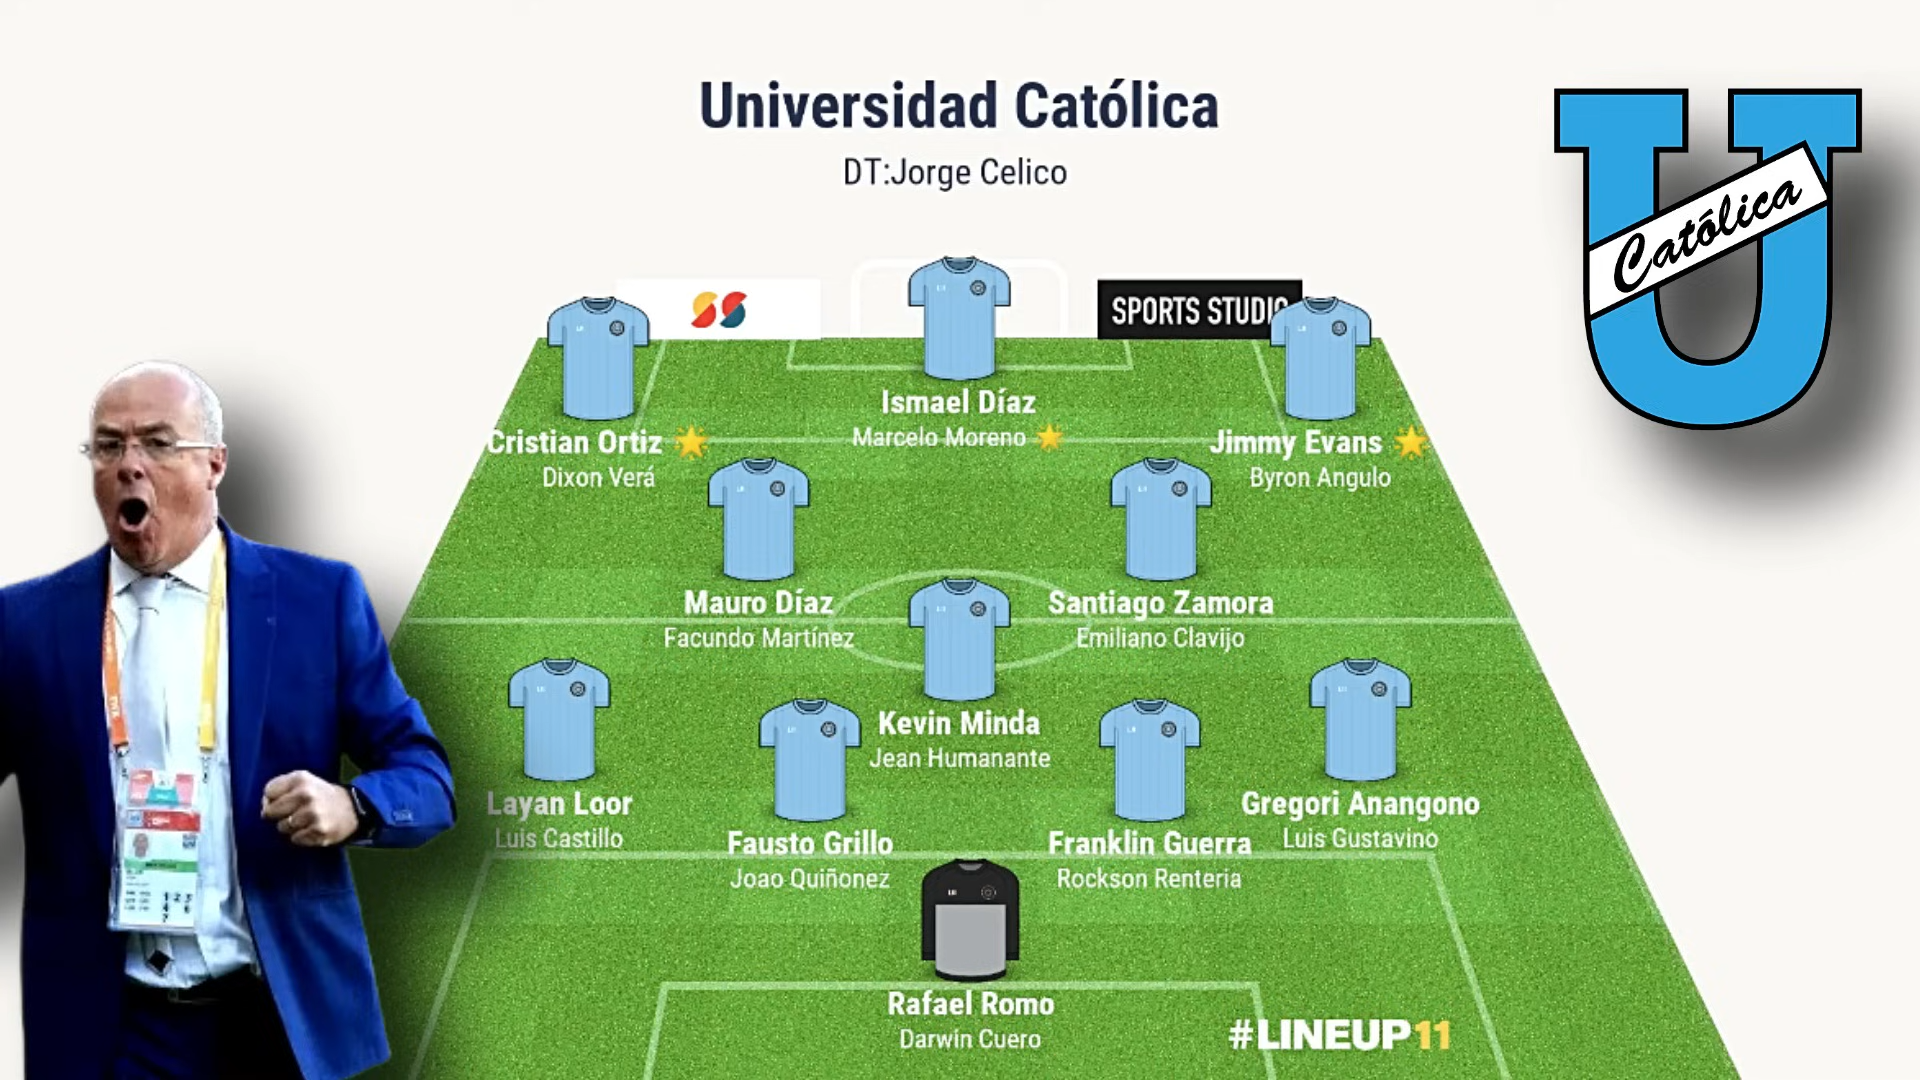 Universidad Católica
DT:Jorge Celico
Católica
SPORTS STUDIO
Ismael Díaz
Marcelo Moreno
Cristian Ortiz
Dixon Verá
Jimmy Evans
Byron Angulo
Mauro Díaz
Facundo Martínez
Santiago Zamora
Emiliano Clavijo
Kevin Minda
Jean Humanante
Layan Loor
Luis Castillo
Gregori Anangono
Luis Gustavino
Fausto Grillo
Joao Quiñonez
Franklin Guerra
Rockson Renteria
Rafael Romo
Darwin Cuero
#LINEUP11